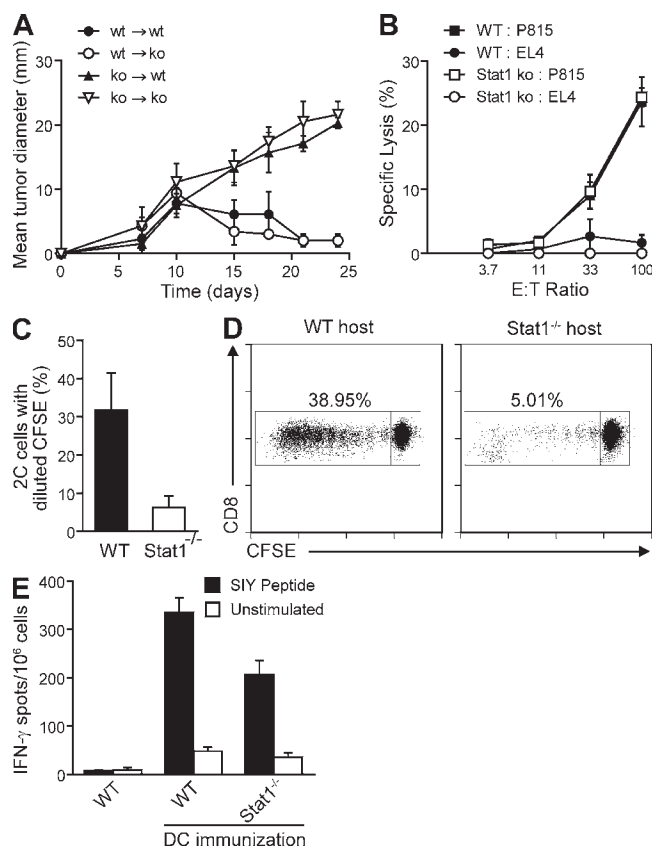 A
wt → wt
wt → ko
ko → wt
ko → ko
Mean tumor diameter (mm)
30
20
10
0
0 5 10 15 20 25
Time (days)
B
WT : P815
WT : EL4
Stat1 ko : P815
Stat1 ko : EL4
Specific Lysis (%)
30
20
10
0
3.7 11 33 100
E:T Ratio
C
2C cells with
diluted CFSE (%)
50
40
30
20
10
0
WT Stat1-/-
D
WT host
Stat1-/- host
38.95%
5.01%
CD8
CFSE
E
SIY Peptide
Unstimulated
IFN-γ spots/10⁶ cells
400
300
200
100
0
WT WT Stat1-/-
DC immunization